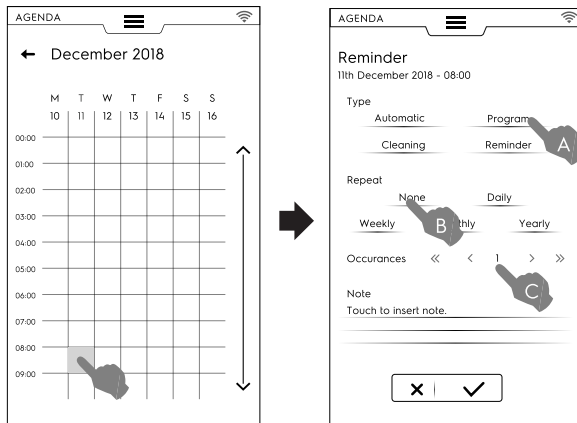 AGENDA
December 2018
M T W T F S S
10 11 12 13 14 15 16
00:00
01:00
02:00
03:00
04:00
05:00
06:00
07:00
08:00
09:00
AGENDA
Reminder
11th December 2018 - 08:00
Type
Automatic Program
Cleaning Reminder
A
Repeat
None Daily
Weekly thly Yearly
B
Occurances « < 1 > »
C
Note
Touch to insert note.